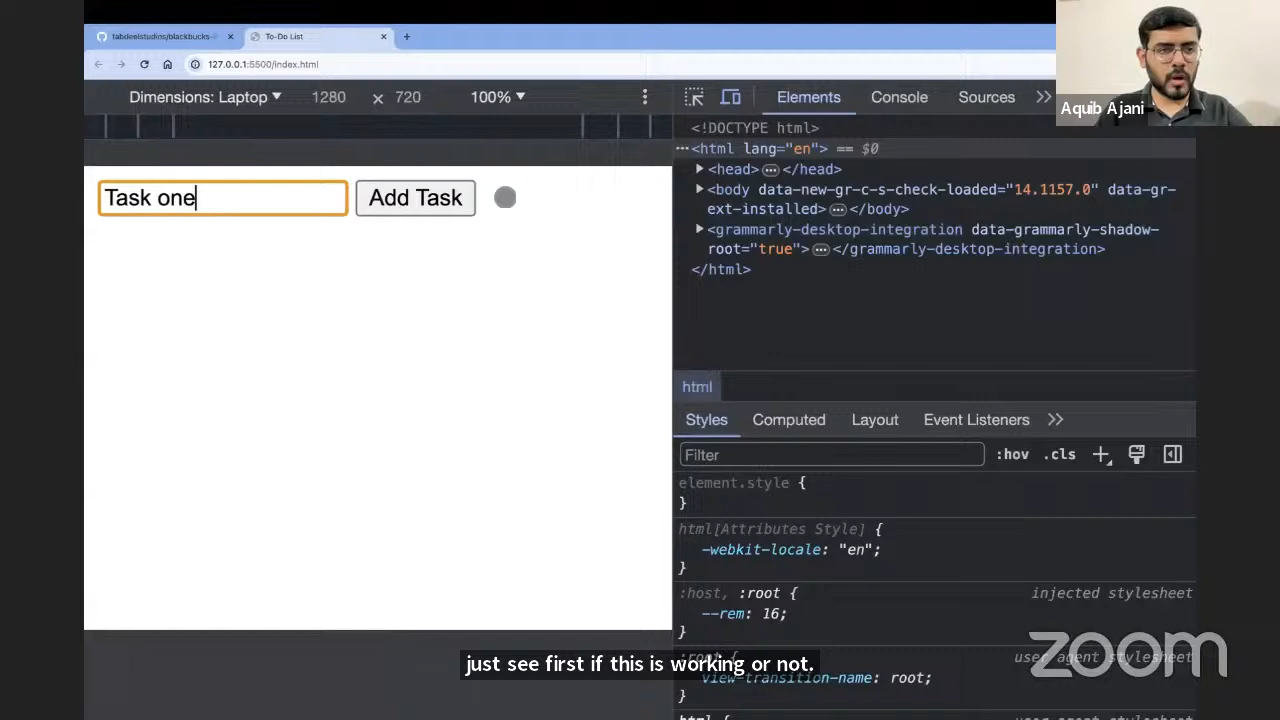 tabdeelstudios/blackbucks-
To-Do List
127.0.0.1:5500/index.html
Aquib Ajani
Dimensions: Laptop 1280 × 720 100%
Elements Console Sources
Task one
Add Task
<!DOCTYPE html>
<html lang="en"> == $0
<head> … </head>
<body data-new-gr-c-s-check-loaded="14.1157.0" data-gr-
ext-installed> … </body>
<grammarly-desktop-integration data-grammarly-shadow-
root="true"> … </grammarly-desktop-integration>
</html>
html
Styles Computed Layout Event Listeners
Filter :hov .cls
element.style {
}
html[Attributes Style] {
-webkit-locale: "en";
}
:host, :root { injected stylesheet
--rem: 16;
}
:root { user agent stylesheet
view-transition-name: root;
}
zoom
just see first if this is working or not.